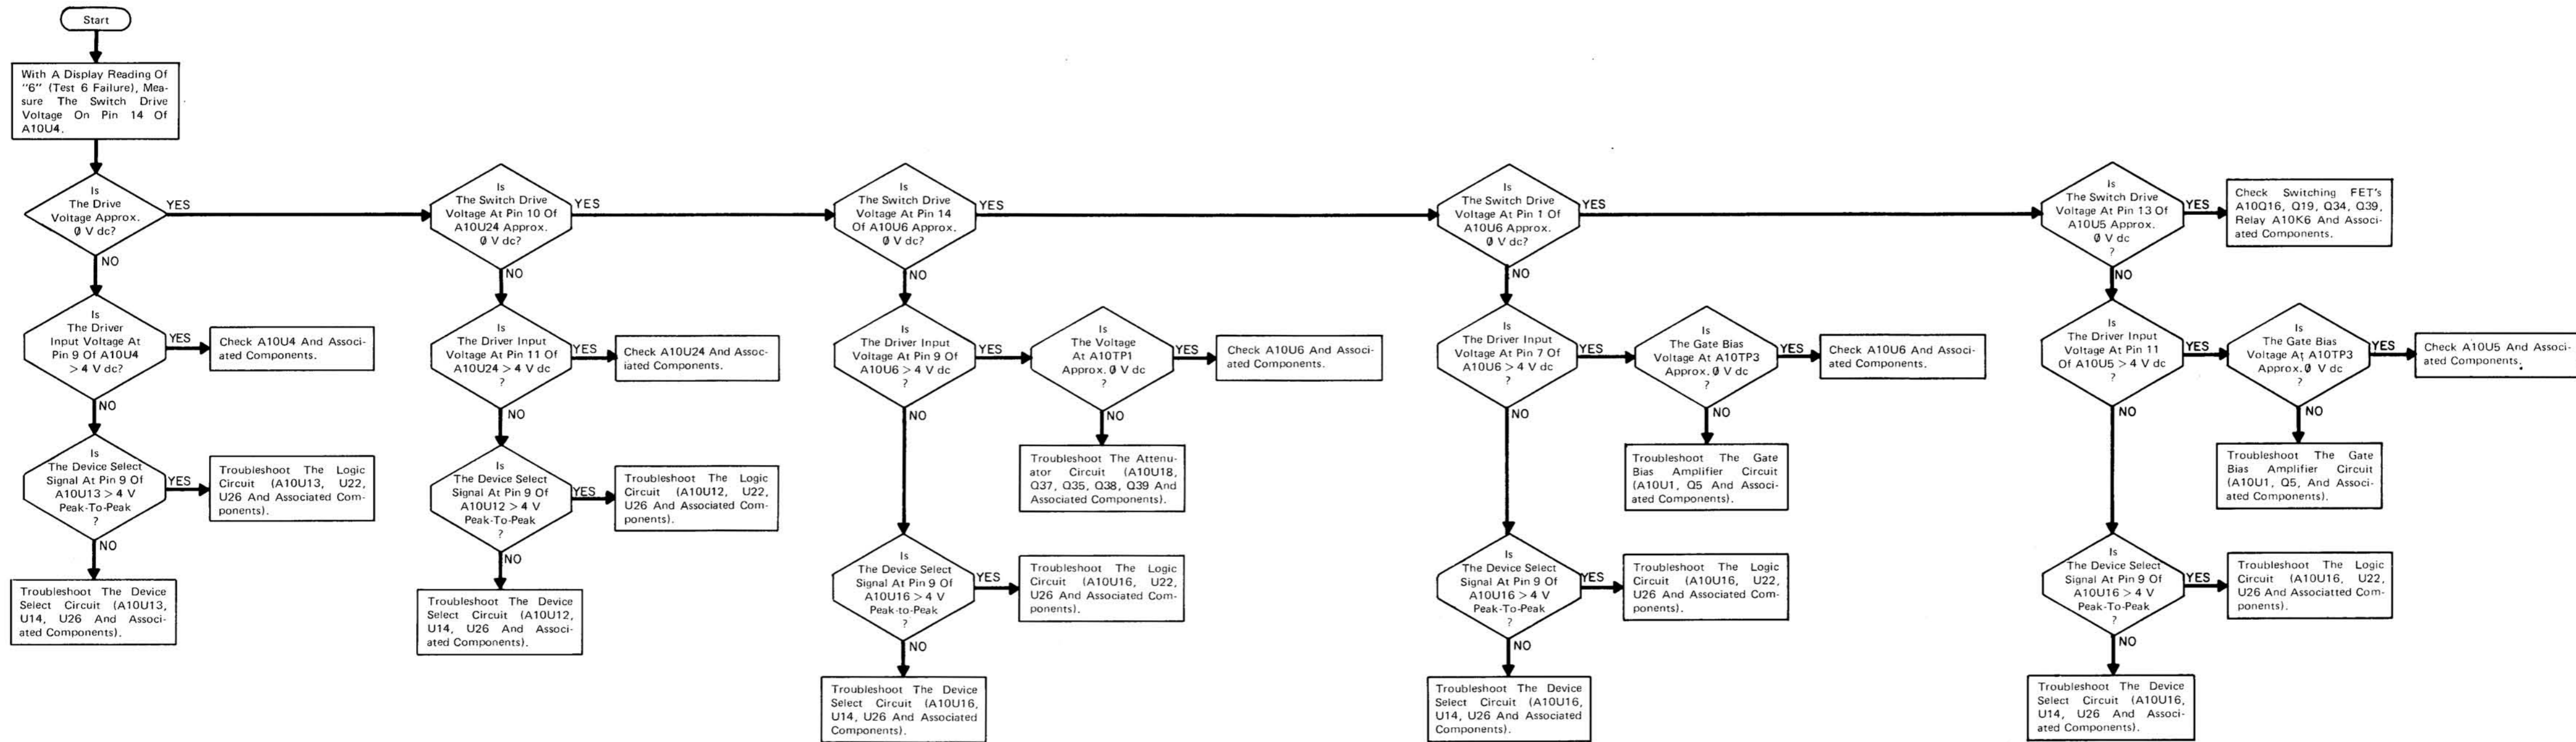 Start
With A Display Reading Of
"6" (Test 6 Failure), Mea-
sure The Switch Drive
Voltage On Pin 14 Of
A10U4.
Is
The Drive
Voltage Approx.
0 V dc?
YES
NO
Is
The Driver
Input Voltage At
Pin 9 Of A10U4
> 4 V dc?
YES
Check A10U4 And Associ-
ated Components.
NO
Is
The Device Select
Signal At Pin 9 Of
A10U13 > 4 V
Peak-To-Peak
?
YES
Troubleshoot The Logic
Circuit (A10U13, U22,
U26 And Associated Com-
ponents).
NO
Troubleshoot The Device
Select Circuit (A10U13,
U14, U26 And Associ-
ated Components).
Is
The Switch Drive
Voltage At Pin 10 Of
A10U24 Approx.
0 V dc?
YES
NO
Is
The Driver Input
Voltage At Pin 11 Of
A10U24 > 4 V dc
?
YES
Check A10U24 And Assoc-
iated Components.
NO
Is
The Device Select
Signal At Pin 9 Of
A10U12 > 4 V
Peak-To-Peak
?
YES
Troubleshoot The Logic
Circuit (A10U12, U22,
U26 And Associated Com-
ponents).
NO
Troubleshoot The Device
Select Circuit (A10U12,
U14, U26 And Associ-
ated Components).
Is
The Switch Drive
Voltage At Pin 14
Of A10U6 Approx.
0 V dc?
YES
NO
Is
The Driver Input
Voltage At Pin 9 Of
A10U6 > 4 V dc
?
YES
Is
The Voltage
At A10TP1
Approx. 0 V dc
?
YES
Check A10U6 And Associ-
ated Components.
NO
Troubleshoot The Attenu-
ator Circuit (A10U18,
Q37, Q35, Q38, Q39 And
Associated Components).
NO
Is
The Device Select
Signal At Pin 9 Of
A10U16 > 4 V
Peak-to-Peak
?
YES
Troubleshoot The Logic
Circuit (A10U16, U22,
U26 And Associated Com-
ponents).
NO
Troubleshoot The Device
Select Circuit (A10U16,
U14, U26 And Associated
Components).
Is
The Switch Drive
Voltage At Pin 1 Of
A10U6 Approx.
0 V dc?
YES
NO
Is
The Driver Input
Voltage At Pin 7 Of
A10U6 > 4 V dc
?
YES
Is
The Gate Bias
Voltage At A10TP3
Approx. 0 V dc
?
YES
Check A10U6 And Associ-
ated Components.
NO
Troubleshoot The Gate
Bias Amplifier Circuit
(A10U1, Q5 And Associ-
ated Components).
NO
Is
The Device Select
Signal At Pin 9 Of
A10U16 > 4 V
Peak-To-Peak
?
YES
Troubleshoot The Logic
Circuit (A10U16, U22,
U26 And Associated Com-
ponents).
NO
Troubleshoot The Device
Select Circuit (A10U16,
U14, U26 And Associated
Components).
Is
The Switch Drive
Voltage At Pin 13 Of
A10U5 Approx.
0 V dc
?
YES
Check Switching FET's
A10Q16, Q19, Q34, Q39,
Relay A10K6 And Associ-
ated Components.
NO
Is
The Driver Input
Voltage At Pin 11
Of A10U5 > 4 V dc
?
YES
Is
The Gate Bias
Voltage At A10TP3
Approx. 0 V dc
?
YES
Check A10U5 And Associ-
ated Components.
NO
Troubleshoot The Gate
Bias Amplifier Circuit
(A10U1, Q5, And Associ-
ated Components).
NO
Is
The Device Select
Signal At Pin 9 Of
A10U16 > 4 V
Peak-To-Peak
?
YES
Troubleshoot The Logic
Circuit (A10U16, U22,
U26 And Associatted Com-
ponents).
NO
Troubleshoot The Device
Select Circuit (A10U16,
U14, U26 And Associ-
ated Components).